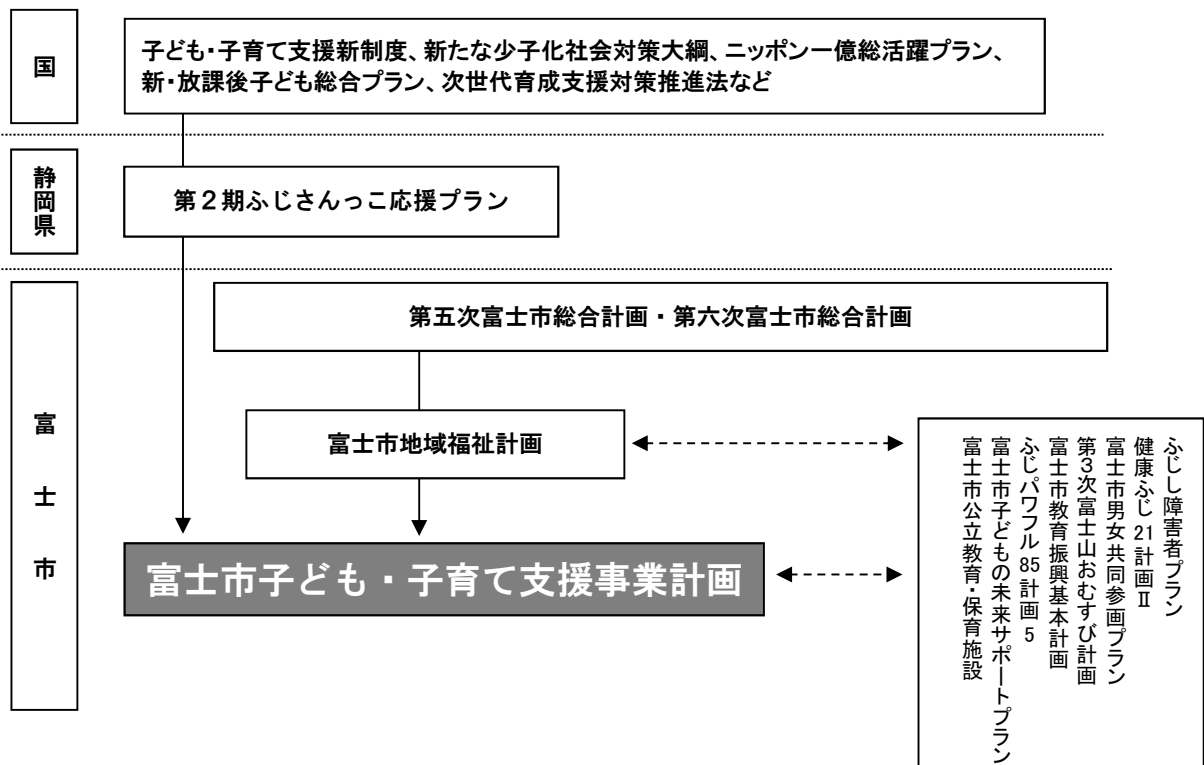 国
子ども・子育て支援新制度、新たな少子化社会対策大綱、ニッポン一億総活躍プラン、
新・放課後子ども総合プラン、次世代育成支援対策推進法など
静岡県
第２期ふじさんっこ応援プラン
富士市
第五次富士市総合計画・第六次富士市総合計画
富士市地域福祉計画
富士市子ども・子育て支援事業計画
ふじし障害者プラン
健康ふじ 21 計画Ⅱ
富士市男女共同参画プラン
第３次富士山おむすび計画
富士市教育振興基本計画
ふじパワフル 85 計画 5
富士市子どもの未来サポートプラン
富士市公立教育・保育施設